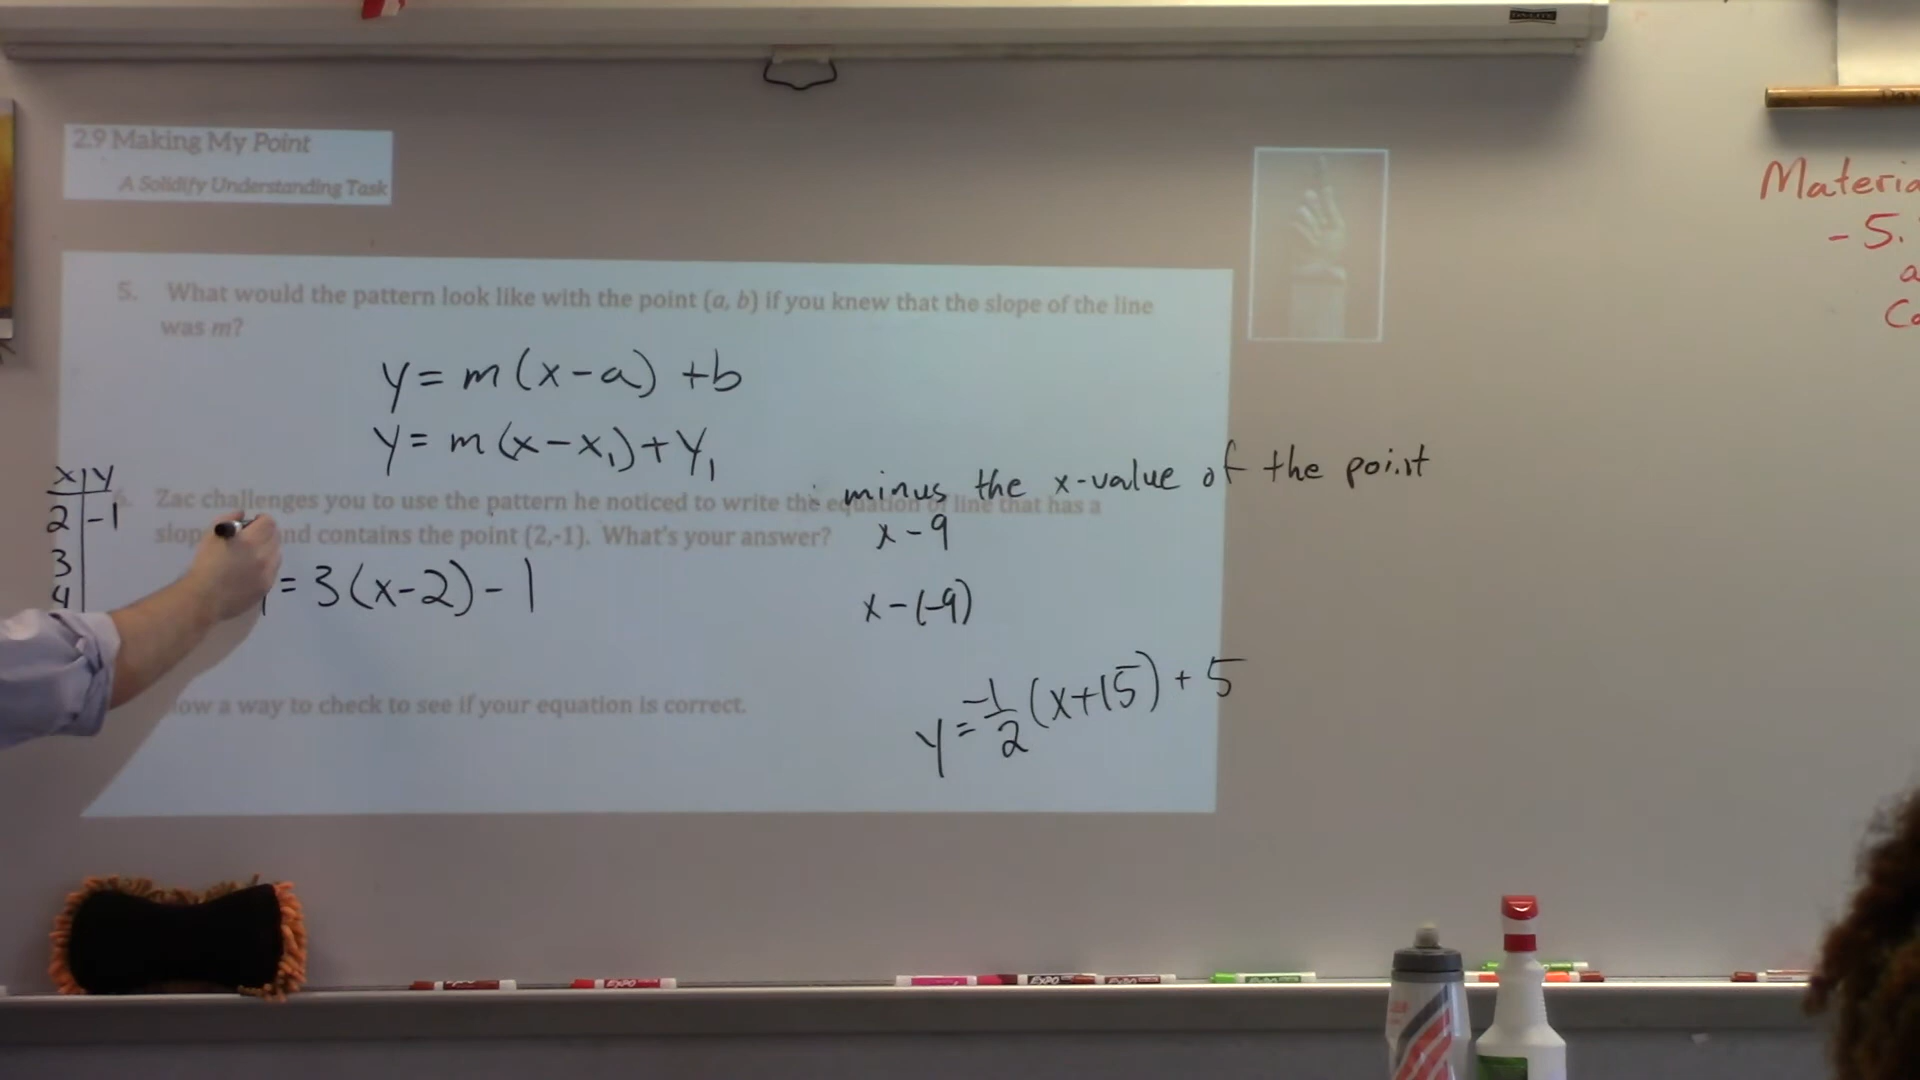 2.9 Making My Point
A Solidify Understanding Task
5. What would the pattern look like with the point (a, b) if you knew that the slope of the line
was m?
y = m(x-a) +b
y = m(x-x₁)+y₁
x y
2 -1
3
4
Zac challenges you to use the pattern he noticed to write the equation of line that has a
slop nd contains the point (2,-1). What's your answer?
= 3(x-2)-1
ow a way to check to see if your equation is correct.
minus the x-value of the point
x-9
x-(-9)
y = -1/2 (x+15) + 5
Materia
-5.
a
Co
EXPO
EXPO
EXPO
EXPO